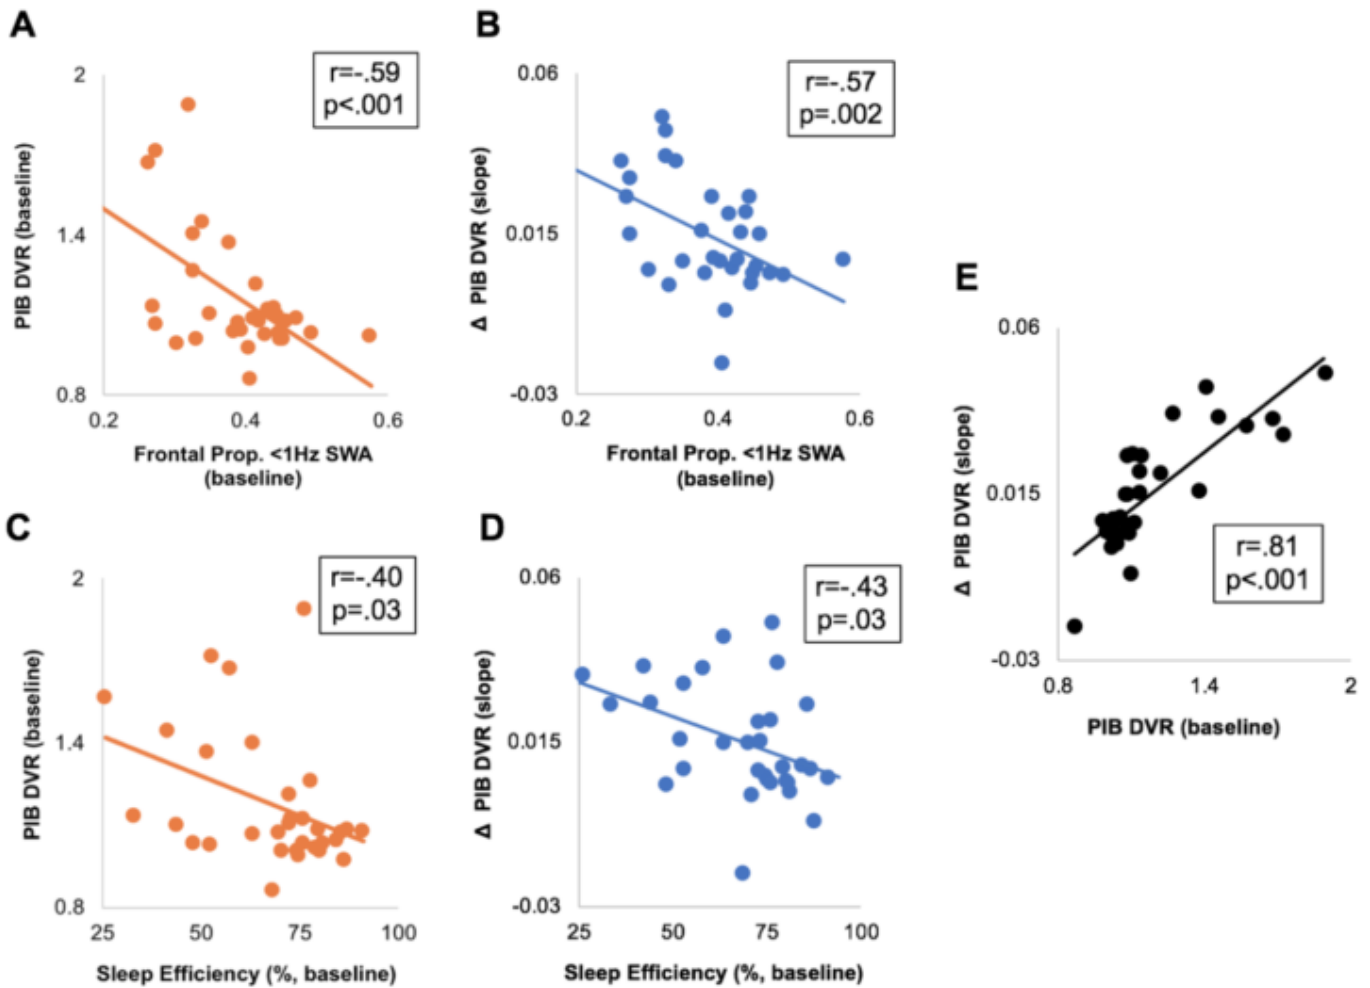 A
r=-.59
p<.001
2
1.4
0.8
PIB DVR (baseline)
0.2 0.4 0.6
Frontal Prop. <1Hz SWA
(baseline)
B
r=-.57
p=.002
0.06
0.015
-0.03
Δ PIB DVR (slope)
0.2 0.4 0.6
Frontal Prop. <1Hz SWA
(baseline)
C
r=-.40
p=.03
2
1.4
0.8
PIB DVR (baseline)
25 50 75 100
Sleep Efficiency (%, baseline)
D
r=-.43
p=.03
0.06
0.015
-0.03
Δ PIB DVR (slope)
25 50 75 100
Sleep Efficiency (%, baseline)
E
0.06
0.015
-0.03
Δ PIB DVR (slope)
r=.81
p<.001
0.8 1.4 2
PIB DVR (baseline)